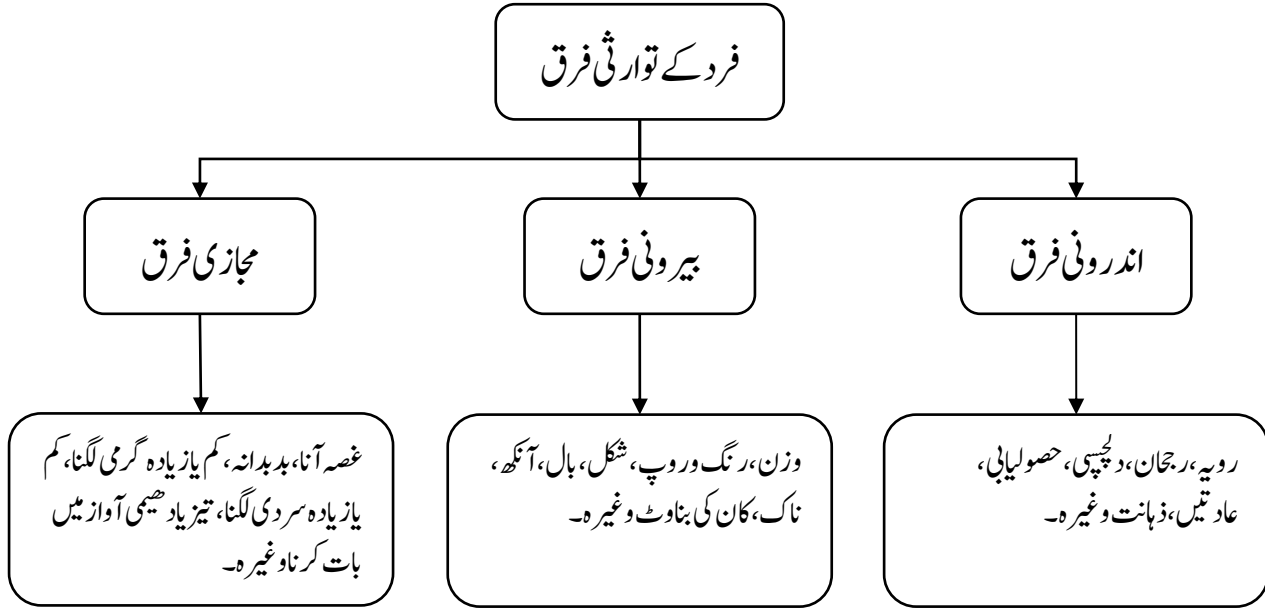 فرد کے توارثی فرق
اندرونی فرق
بیرونی فرق
مجازی فرق
رویہ، رجحان، دلچسپی، حصولیابی،
عادتیں، ذہانت وغیرہ۔
وزن، رنگ و روپ، شکل، بال، آنکھ،
ناک، کان کی بناوٹ وغیرہ۔
غصہ آنا، بدبدانہ، کم یا زیادہ گرمی لگنا، کم
یا زیادہ سردی لگنا، تیز یا دھیمی آواز میں
بات کرنا وغیرہ۔